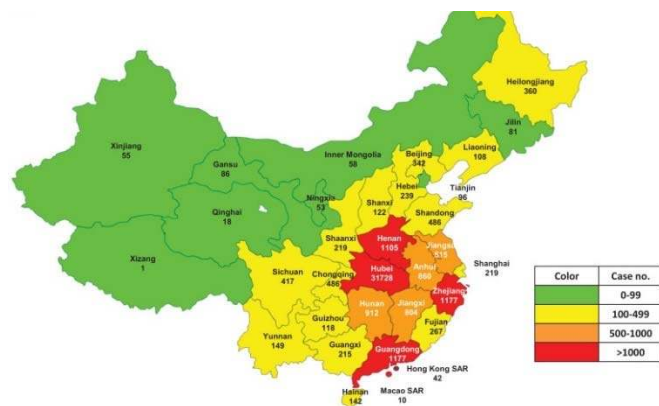 Heilongjiang
360
Jilin
81
Liaoning
108
Xinjiang
55
Gansu
86
Inner Mongolia
58
Beijing
342
Hebei
239
Tianjin
96
Ningxia
53
Shanxi
122
Shandong
486
Qinghai
18
Shaanxi
219
Henan
1105
Jiangsu
515
Xizang
1
Shanghai
219
Sichuan
417
Chongqing
486
Hubei
31728
Anhui
Zhejiang
1177
Hunan
912
Jiangxi
Guizhou
118
Fujian
267
Yunnan
149
Guangxi
215
Guangdong
1177
Hong Kong SAR
42
Macao SAR
10
Hainan
142
Color Case no.
0-99
100-499
500-1000
>1000